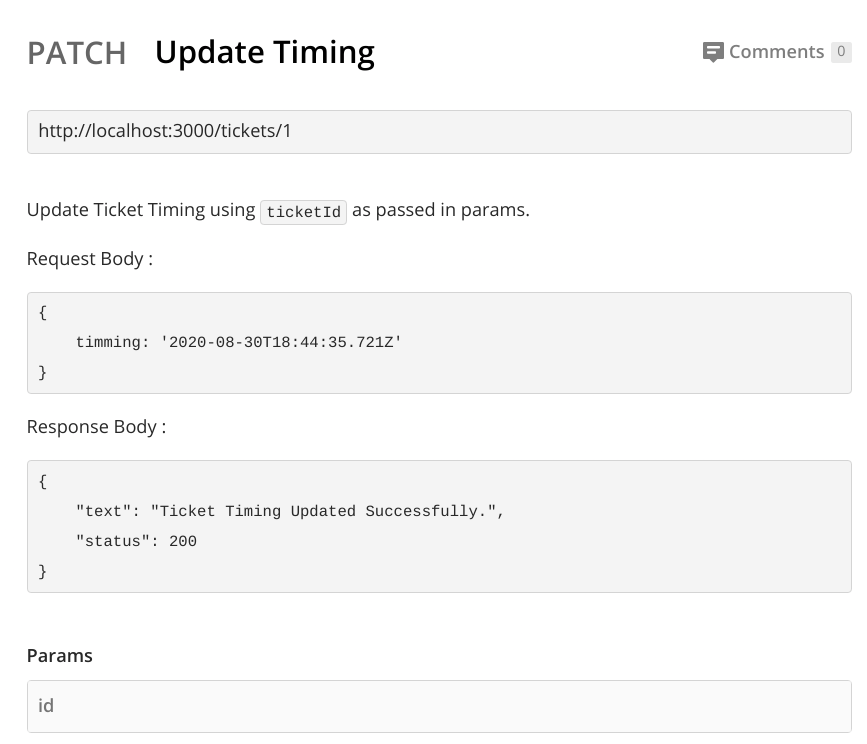 PATCH Update Timing Comments 0
http://localhost:3000/tickets/1
Update Ticket Timing using ticketId as passed in params.
Request Body :
{
    timming: '2020-08-30T18:44:35.721Z'
}
Response Body :
{
    "text": "Ticket Timing Updated Successfully.",
    "status": 200
}
Params
id